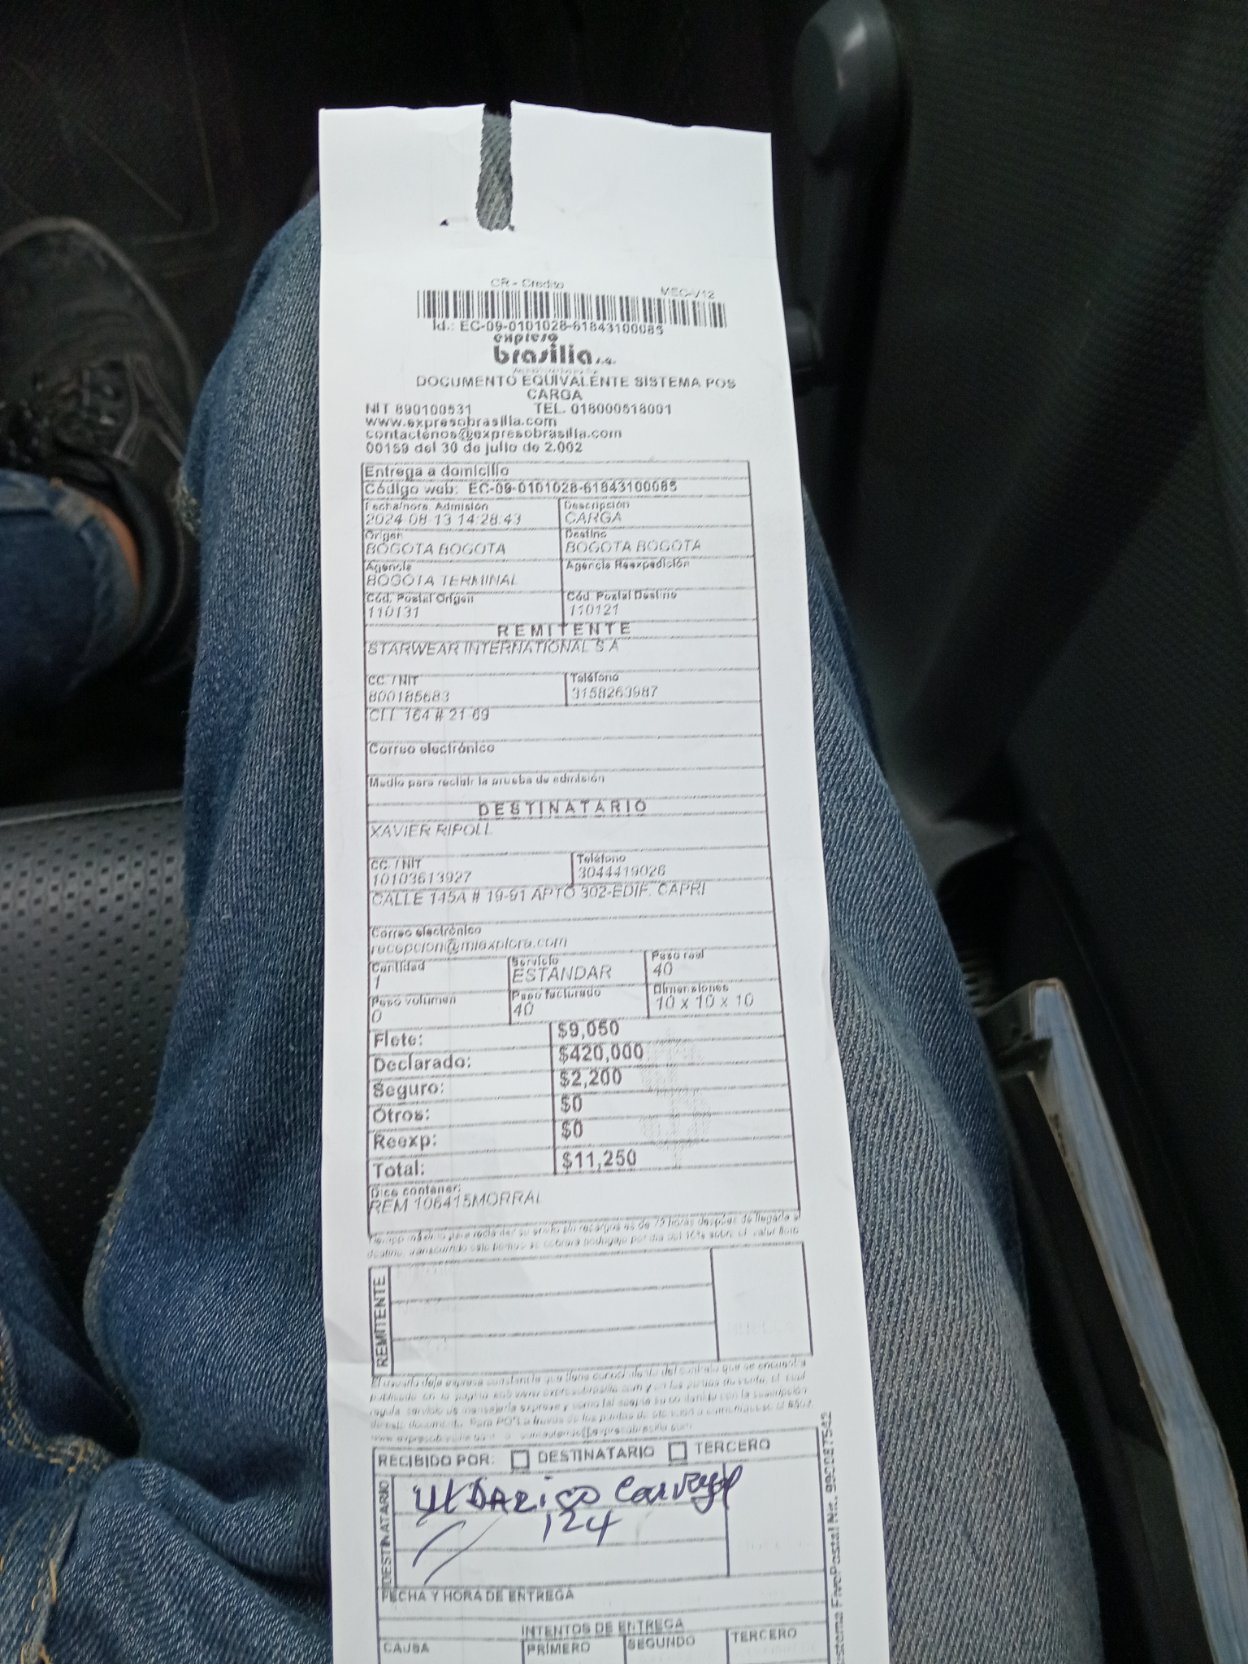 CR - Credito MSC-V12
Id.: EC-09-0101028-61843100085
expreso
brasilia s.a.
DOCUMENTO EQUIVALENTE SISTEMA POS
CARGA
NIT 890100531 TEL. 018000518001
www.expresobrasilia.com
contactenos@expresobrasilia.com
00159 del 30 de julio de 2.002
Entrega a domicilio
Código web: EC-09-0101028-61843100085
Fecha/hora Admisión Descripción
2024 08 13 14:28:43 CARGA
Origen Destino
BOGOTA BOGOTA BOGOTA BOGOTA
Agencia Agencia Reexpedición
BOGOTA TERMINAL
Cód. Postal Origen Cód. Postal Destino
110131 110121
REMITENTE
STARWEAR INTERNATIONAL S A
CC. / NIT Teléfono
800185683 3158263987
CLL 164 # 21 69
Correo electrónico
Medio para recibir la prueba de admisión
DESTINATARIO
XAVIER RIPOLL
CC. / NIT Teléfono
10103613927 3044419026
CALLE 145A # 19-91 APTO 302-EDIF. CAPRI
Correo electrónico
recepcion@miexplora.com
Cantidad Servicio Peso real
1 ESTANDAR 40
Peso volumen Peso facturado Dimensiones
0 40 10 x 10 x 10
Flete: $9,050
Declarado: $420,000
Seguro: $2,200
Otros: $0
Reexp: $0
Total: $11,250
Dice contener:
REM 106415MORRAL
REMITENTE
RECIBIDO POR: DESTINATARIO TERCERO
DESTINATARIO
124
FECHA Y HORA DE ENTREGA
INTENTOS DE ENTREGA
CAUSA PRIMERO SEGUNDO TERCERO